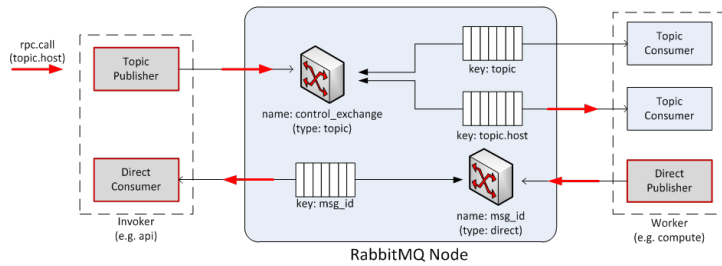 rpc.call
(topic.host)
Topic
Publisher
key: topic
Topic
Consumer
name: control_exchange
(type: topic)
key: topic.host
Topic
Consumer
Direct
Consumer
key: msg_id
name: msg_id
(type: direct)
Direct
Publisher
Invoker
(e.g. api)
Worker
(e.g. compute)
RabbitMQ Node